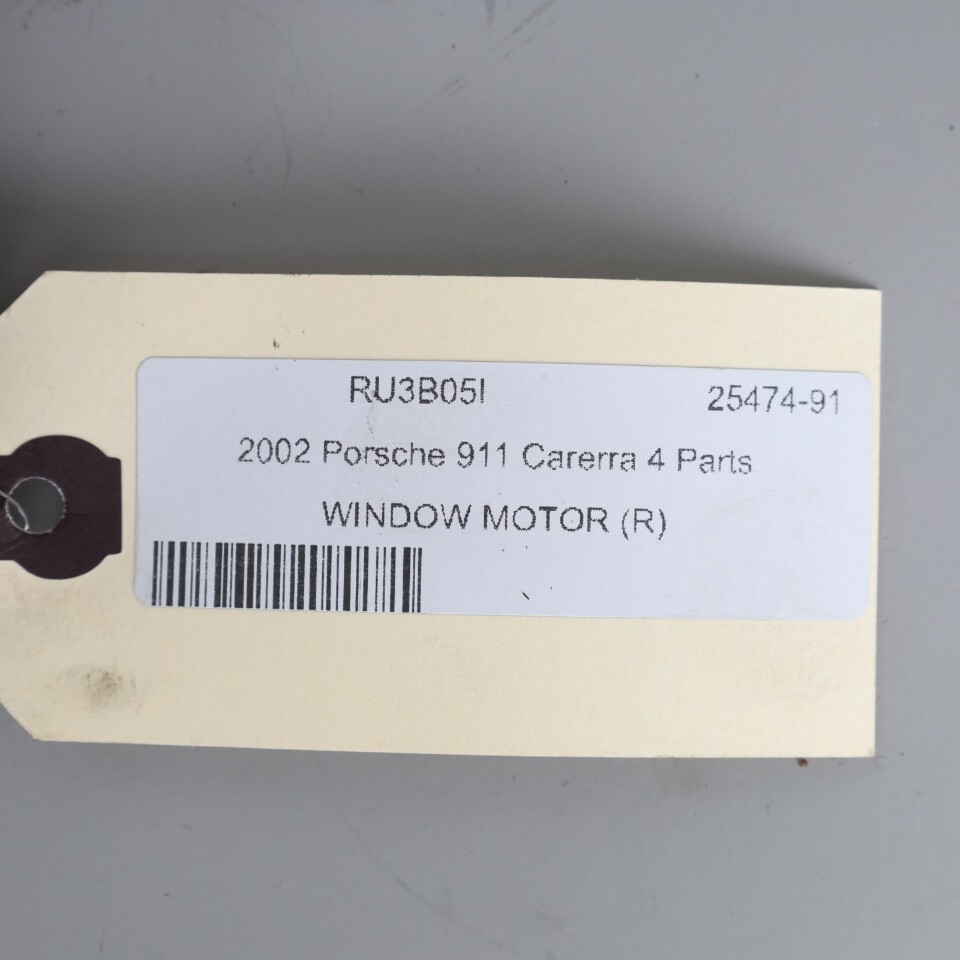 RU3B05I 25474-91
2002 Porsche 911 Carerra 4 Parts
WINDOW MOTOR (R)